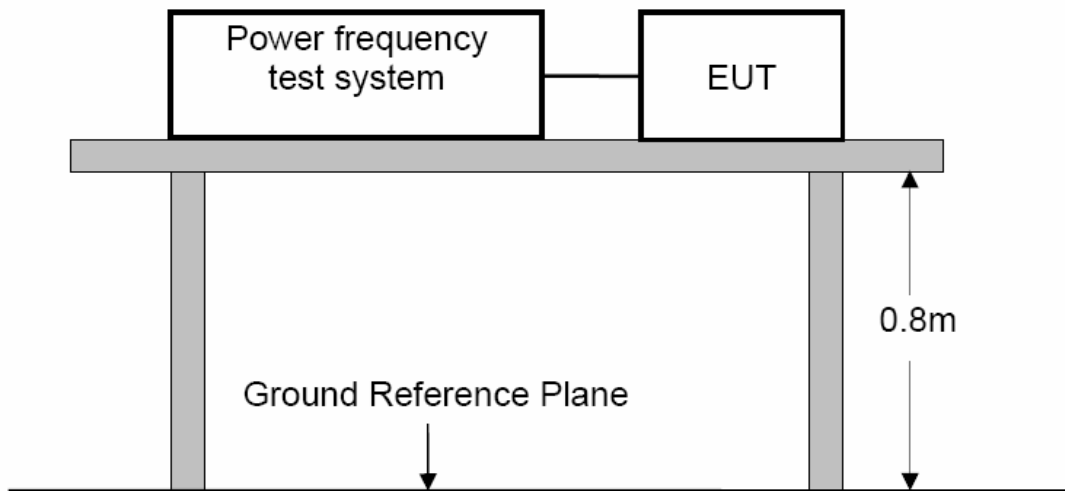 Power frequency
test system
EUT
0.8m
Ground Reference Plane